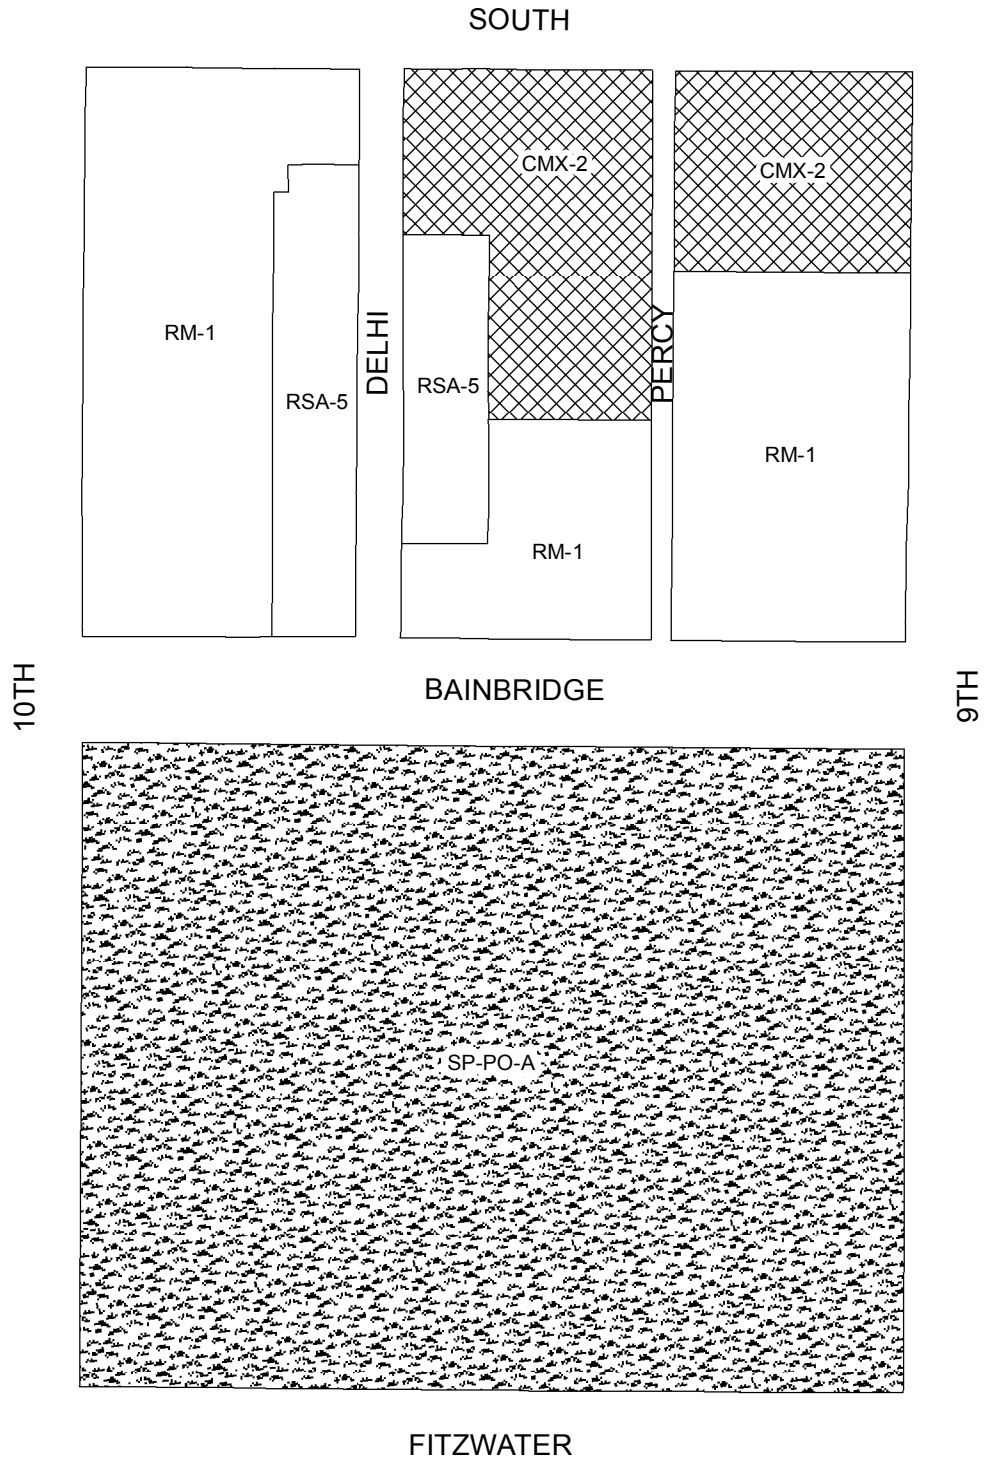 SOUTH
CMX-2
CMX-2
RM-1
DELHI
PERCY
RSA-5
RSA-5
RM-1
RM-1
10TH
BAINBRIDGE
9TH
SP-PO-A
FITZWATER